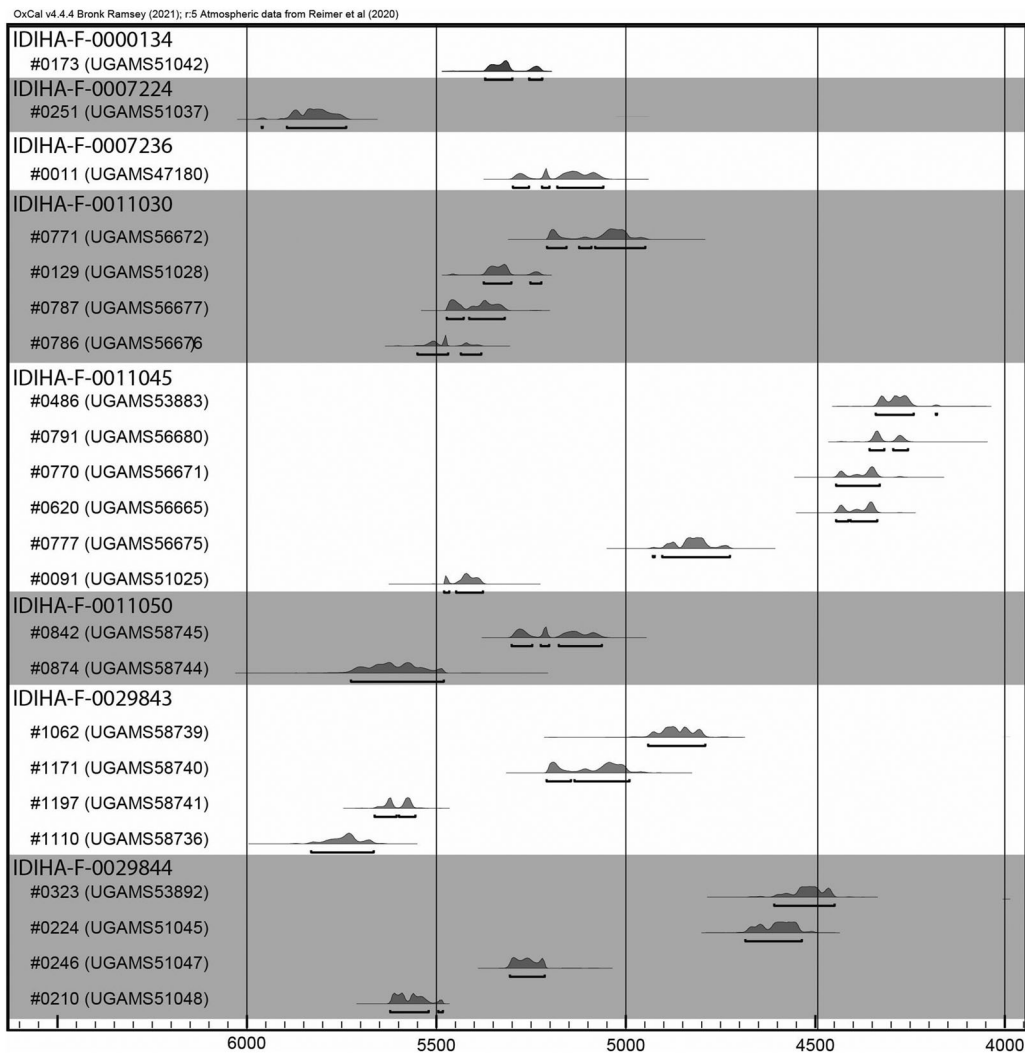 OxCal v4.4.4 Bronk Ramsey (2021); r:5 Atmospheric data from Reimer et al (2020)
IDIHA-F-0000134
#0173 (UGAMS51042)
IDIHA-F-0007224
#0251 (UGAMS51037)
IDIHA-F-0007236
#0011 (UGAMS47180)
IDIHA-F-0011030
#0771 (UGAMS56672)
#0129 (UGAMS51028)
#0787 (UGAMS56677)
#0786 (UGAMS56676)
IDIHA-F-0011045
#0486 (UGAMS53883)
#0791 (UGAMS56680)
#0770 (UGAMS56671)
#0620 (UGAMS56665)
#0777 (UGAMS56675)
#0091 (UGAMS51025)
IDIHA-F-0011050
#0842 (UGAMS58745)
#0874 (UGAMS58744)
IDIHA-F-0029843
#1062 (UGAMS58739)
#1171 (UGAMS58740)
#1197 (UGAMS58741)
#1110 (UGAMS58736)
IDIHA-F-0029844
#0323 (UGAMS53892)
#0224 (UGAMS51045)
#0246 (UGAMS51047)
#0210 (UGAMS51048)
6000 5500 5000 4500 4000